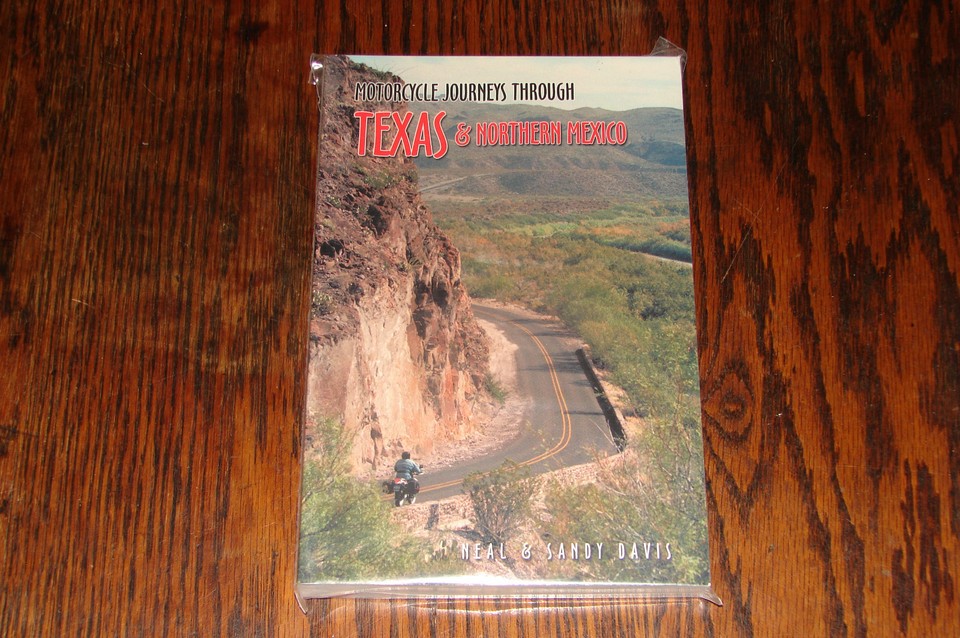 MOTORCYCLE JOURNEYS THROUGH
TEXAS & NORTHERN MEXICO
NEAL & SANDY DAVIS